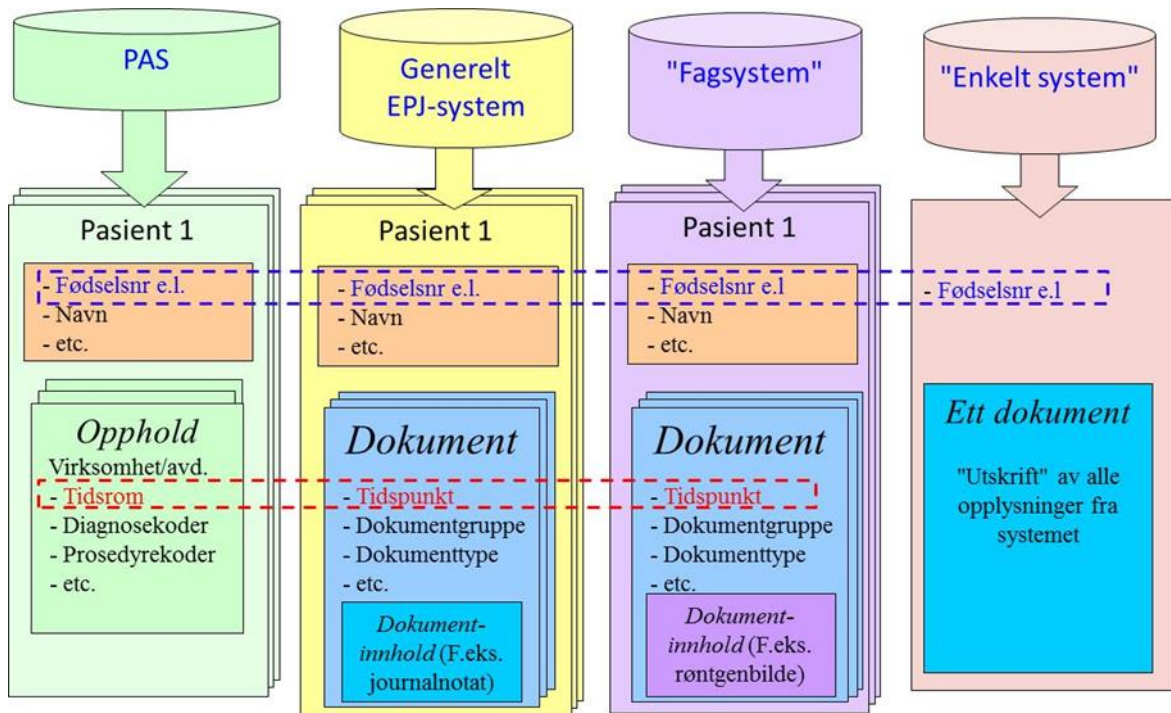 PAS
Pasient 1
- Fødselsnr e.l.
- Navn
- etc.
Opphold
Virksomhet/avd.
- Tidsrom
- Diagnosekoder
- Prosedyrekoder
- etc.
Generelt
EPJ-system
Pasient 1
- Fødselsnr e.l.
- Navn
- etc.
Dokument
- Tidspunkt
- Dokumentgruppe
- Dokumenttype
- etc.
Dokument-
innhold (F.eks.
journalnotat)
"Fagsystem"
Pasient 1
- Fødselsnr e.l
- Navn
- etc.
Dokument
- Tidspunkt
- Dokumentgruppe
- Dokumenttype
- etc.
Dokument-
innhold (F.eks.
røntgenbilde)
"Enkelt system"
- Fødselsnr e.l
Ett dokument
"Utskrift" av alle
opplysninger fra
systemet